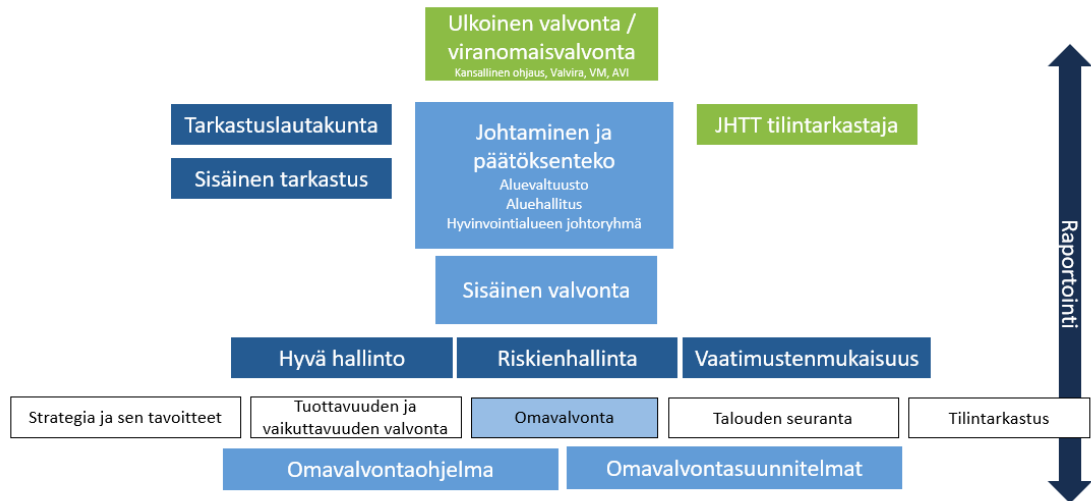 Ulkoinen valvonta /
viranomaisvalvonta
Kansallinen ohjaus, Valvira, VM, AVI
Tarkastuslautakunta
Sisäinen tarkastus
Johtaminen ja
päätöksenteko
Aluevaltuusto
Aluehallitus
Hyvinvointialueen johtoryhmä
JHTT tilintarkastaja
Sisäinen valvonta
Hyvä hallinto
Riskienhallinta
Vaatimustenmukaisuus
Strategia ja sen tavoitteet
Tuottavuuden ja
vaikuttavuuden valvonta
Omavalvonta
Talouden seuranta
Tilintarkastus
Omavalvontaohjelma
Omavalvontasuunnitelmat
Raportointi